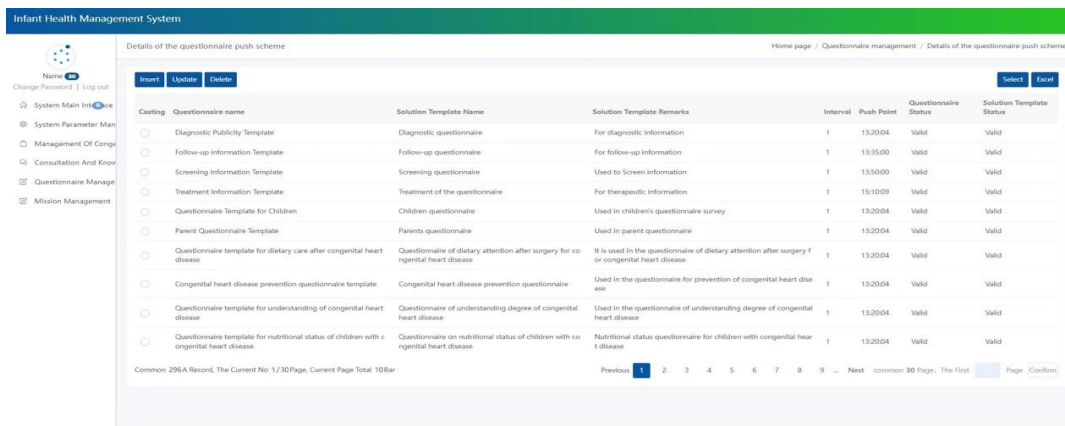 Infant Health Management System
Name 30
Change Password | Log out
System Main Inte ce
System Parameter Man
Management Of Conge
Consultation And Know
Questionnaire Manage
Mission Management
Details of the questionnaire push scheme
Home page / Questionnaire management / Details of the questionnaire push scheme
Insert Update Delete Select Excel
Casting Questionnaire name Solution Template Name Solution Template Remarks Interval Push Point Questionnaire Status Solution Template Status
Diagnostic Publicity Template Diagnostic questionnaire For diagnostic information 1 13:20:04 Valid Valid
Follow-up information Template Follow-up questionnaire For follow-up information 1 13:35:00 Valid Valid
Screening Information Template Screening questionnaire Used to Screen information 1 13:50:00 Valid Valid
Treatment Information Template Treatment of the questionnaire For therapeutic information 1 15:10:09 Valid Valid
Questionnaire Template for Children Children questionnaire Used in children's questionnaire survey 1 13:20:04 Valid Valid
Parent Questionnaire Template Parents questionnaire Used in parent questionnaire 1 13:20:04 Valid Valid
Questionnaire template for dietary care after congenital heart Questionnaire of dietary attention after surgery for co It is used in the questionnaire of dietary attention after surgery f
disease ngenital heart disease or congenital heart disease 1 13:20:04 Valid Valid
Congenital heart disease prevention questionnaire template Congenital heart disease prevention questionnaire Used in the questionnaire for prevention of congenital heart dise
ase 1 13:20:04 Valid Valid
Questionnaire template for understanding of congenital heart Questionnaire of understanding degree of congenital Used in the questionnaire of understanding degree of congenital
disease heart disease heart disease 1 13:20:04 Valid Valid
Questionnaire template for nutritional status of children with c Questionnaire on nutritional status of children with co Nutritional status questionnaire for children with congenital hear
ongenital heart disease ngenital heart disease t disease 1 13:20:04 Valid Valid
Common 296A Record, The Current No 1/30Page, Current Page Total 10Bar
Previous 1 2 3 4 5 6 7 8 9 ... Next common 30 Page, The First Page Confirm